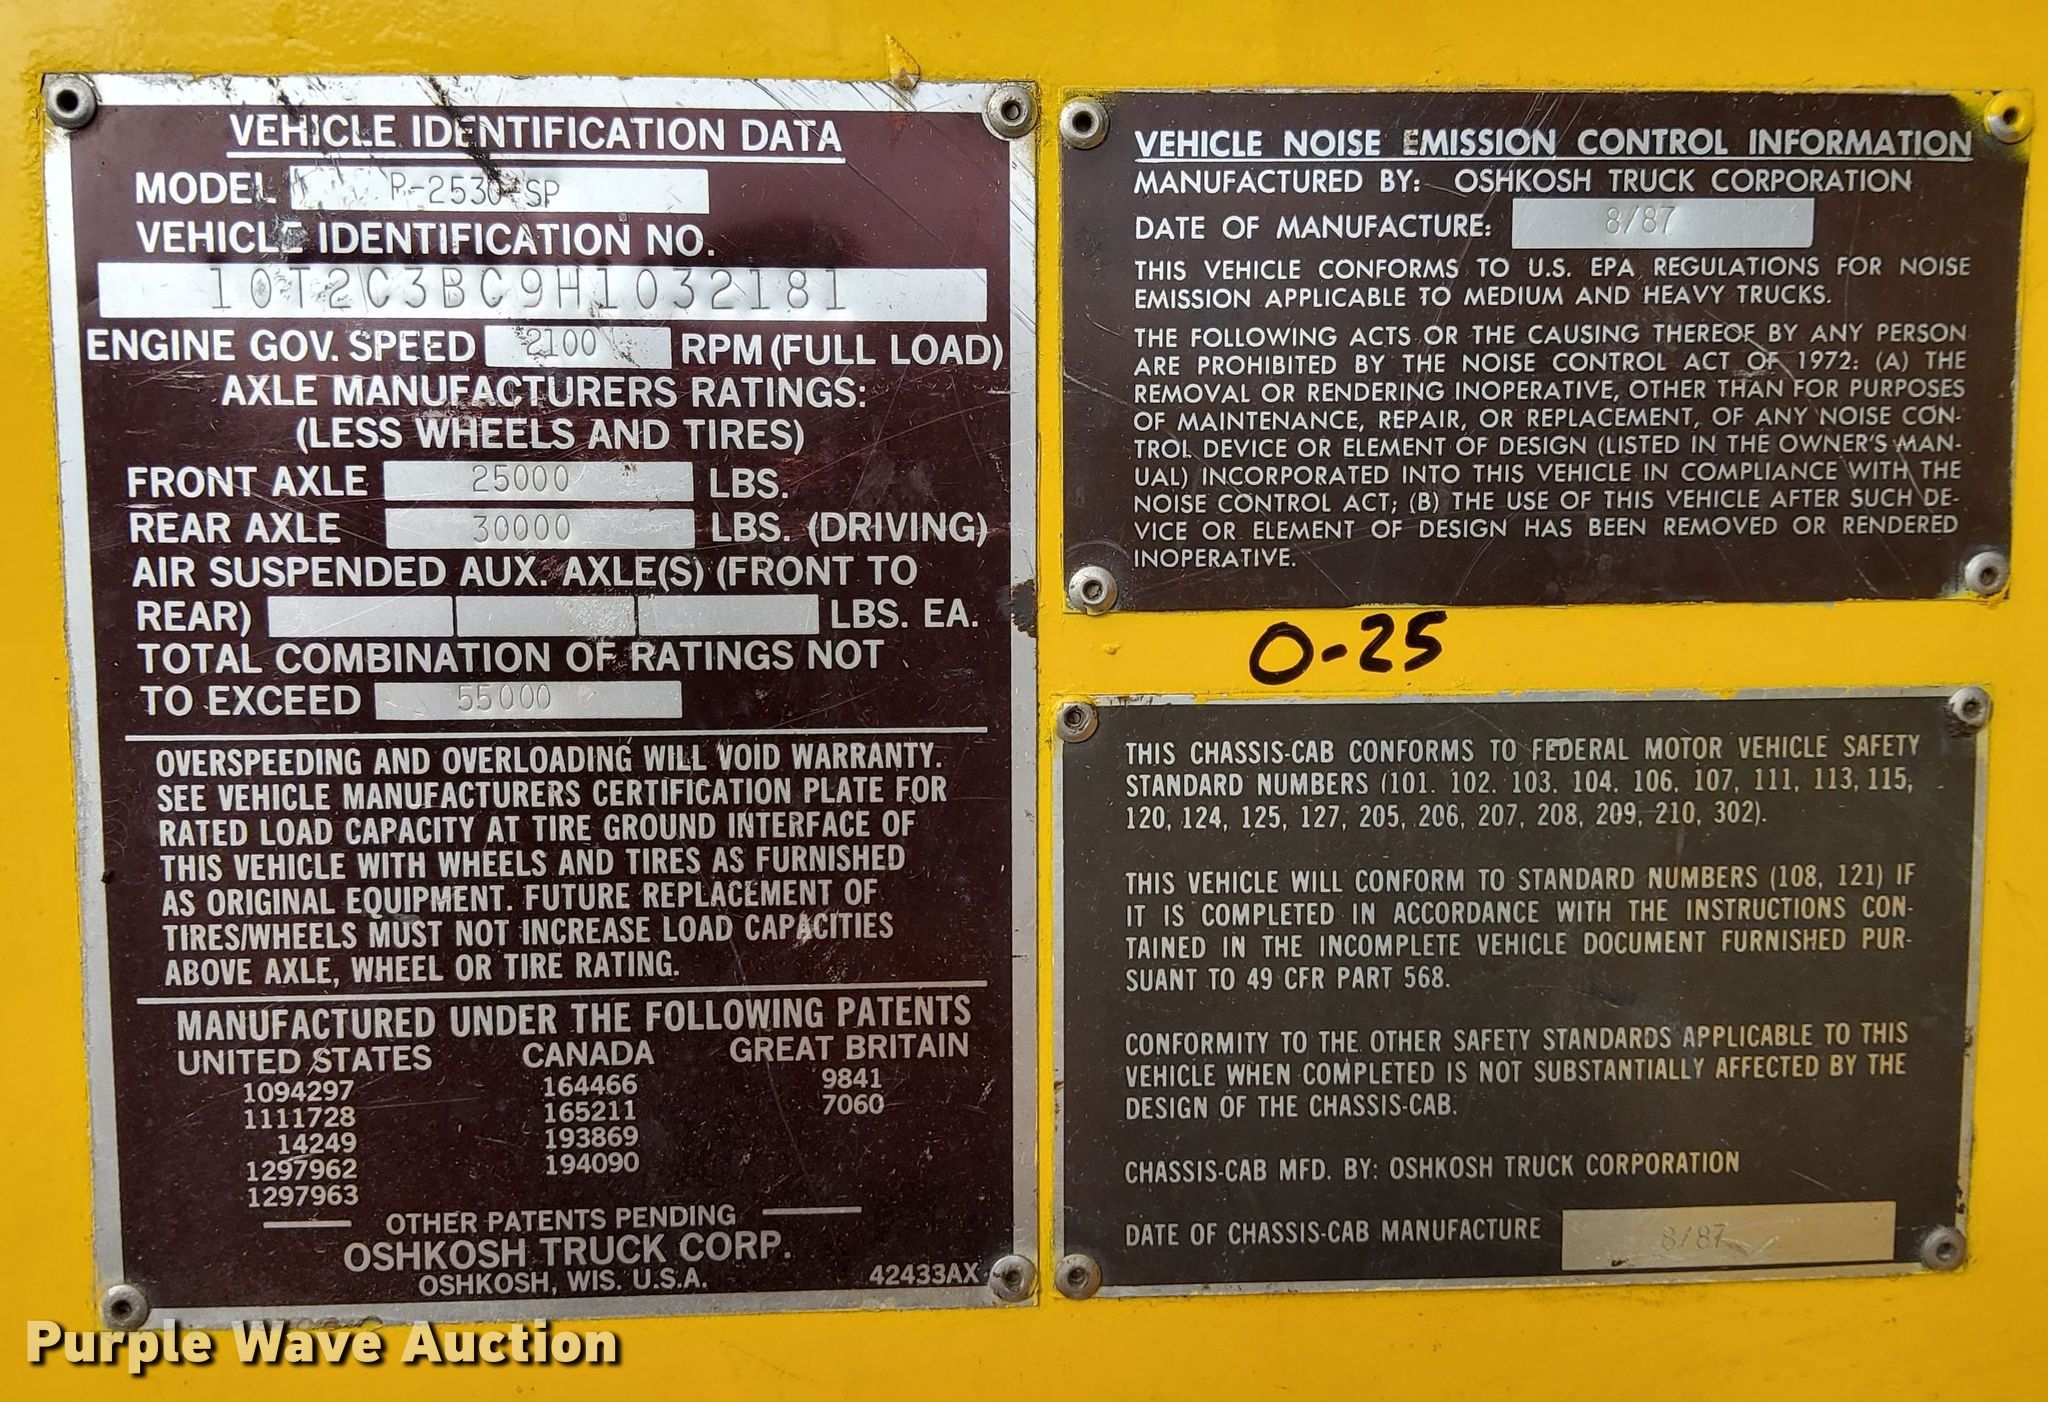 VEHICLE IDENTIFICATION DATA
MODEL P-2530-SP
VEHICLE IDENTIFICATION NO.
10T2C3BC9H1032181
ENGINE GOV. SPEED 2100 RPM (FULL LOAD)
AXLE MANUFACTURERS RATINGS:
(LESS WHEELS AND TIRES)
FRONT AXLE 25000 LBS.
REAR AXLE 30000 LBS. (DRIVING)
AIR SUSPENDED AUX. AXLE(S) (FRONT TO
REAR) LBS. EA.
TOTAL COMBINATION OF RATINGS NOT
TO EXCEED 55000
OVERSPEEDING AND OVERLOADING WILL VOID WARRANTY.
SEE VEHICLE MANUFACTURERS CERTIFICATION PLATE FOR
RATED LOAD CAPACITY AT TIRE GROUND INTERFACE OF
THIS VEHICLE WITH WHEELS AND TIRES AS FURNISHED
AS ORIGINAL EQUIPMENT. FUTURE REPLACEMENT OF
TIRES/WHEELS MUST NOT INCREASE LOAD CAPACITIES
ABOVE AXLE, WHEEL OR TIRE RATING.
MANUFACTURED UNDER THE FOLLOWING PATENTS
UNITED STATES CANADA GREAT BRITAIN
1094297 164466 9841
1111728 165211 7060
14249 193869
1297962 194090
1297963
OTHER PATENTS PENDING
OSHKOSH TRUCK CORP.
OSHKOSH, WIS. U.S.A. 42433AX
VEHICLE NOISE EMISSION CONTROL INFORMATION
MANUFACTURED BY: OSHKOSH TRUCK CORPORATION
DATE OF MANUFACTURE: 8/87
THIS VEHICLE CONFORMS TO U.S. EPA REGULATIONS FOR NOISE
EMISSION APPLICABLE TO MEDIUM AND HEAVY TRUCKS.
THE FOLLOWING ACTS OR THE CAUSING THEREOF BY ANY PERSON
ARE PROHIBITED BY THE NOISE CONTROL ACT OF 1972: (A) THE
REMOVAL OR RENDERING INOPERATIVE, OTHER THAN FOR PURPOSES
OF MAINTENANCE, REPAIR, OR REPLACEMENT, OF ANY NOISE CON-
TROL DEVICE OR ELEMENT OF DESIGN (LISTED IN THE OWNER'S MAN-
UAL) INCORPORATED INTO THIS VEHICLE IN COMPLIANCE WITH THE
NOISE CONTROL ACT; (B) THE USE OF THIS VEHICLE AFTER SUCH DE-
VICE OR ELEMENT OF DESIGN HAS BEEN REMOVED OR RENDERED
INOPERATIVE.
O-25
THIS CHASSIS-CAB CONFORMS TO FEDERAL MOTOR VEHICLE SAFETY
STANDARD NUMBERS (101. 102. 103. 104. 106. 107, 111, 113, 115,
120, 124, 125, 127, 205, 206, 207, 208, 209, 210, 302).
THIS VEHICLE WILL CONFORM TO STANDARD NUMBERS (108, 121) IF
IT IS COMPLETED IN ACCORDANCE WITH THE INSTRUCTIONS CON-
TAINED IN THE INCOMPLETE VEHICLE DOCUMENT FURNISHED PUR-
SUANT TO 49 CFR PART 568.
CONFORMITY TO THE OTHER SAFETY STANDARDS APPLICABLE TO THIS
VEHICLE WHEN COMPLETED IS NOT SUBSTANTIALLY AFFECTED BY THE
DESIGN OF THE CHASSIS-CAB.
CHASSIS-CAB MFD. BY: OSHKOSH TRUCK CORPORATION
DATE OF CHASSIS-CAB MANUFACTURE 8/87
Purple Wave Auction